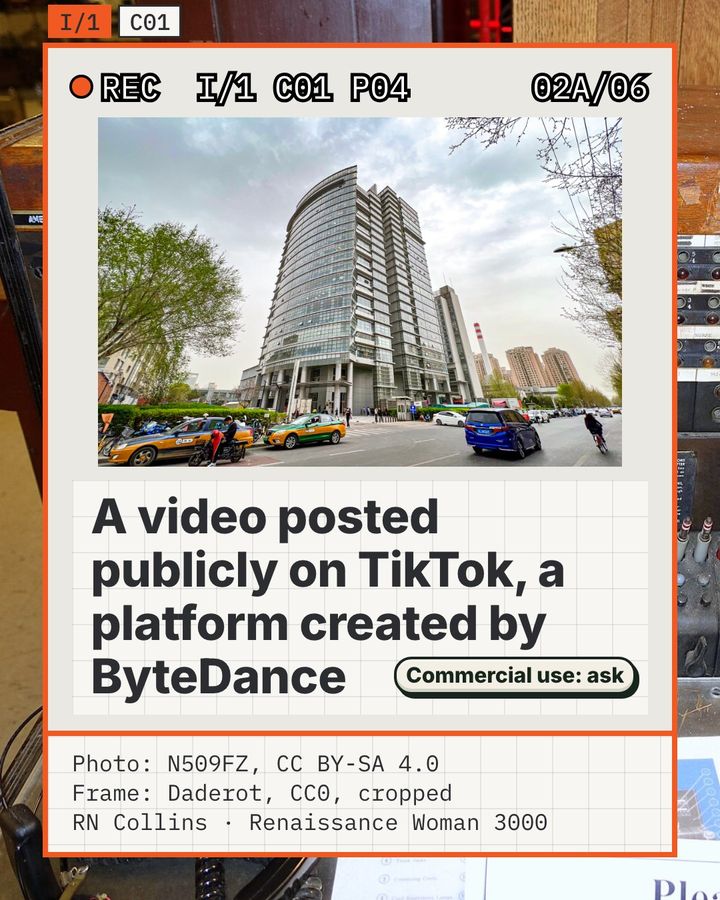 I/1 C01
REC I/1 C01 P04 02A/06
A video posted
publicly on TikTok, a
platform created by
ByteDance
Commercial use: ask
Photo: N509FZ, CC BY-SA 4.0
Frame: Daderot, CC0, cropped
RN Collins · Renaissance Woman 3000